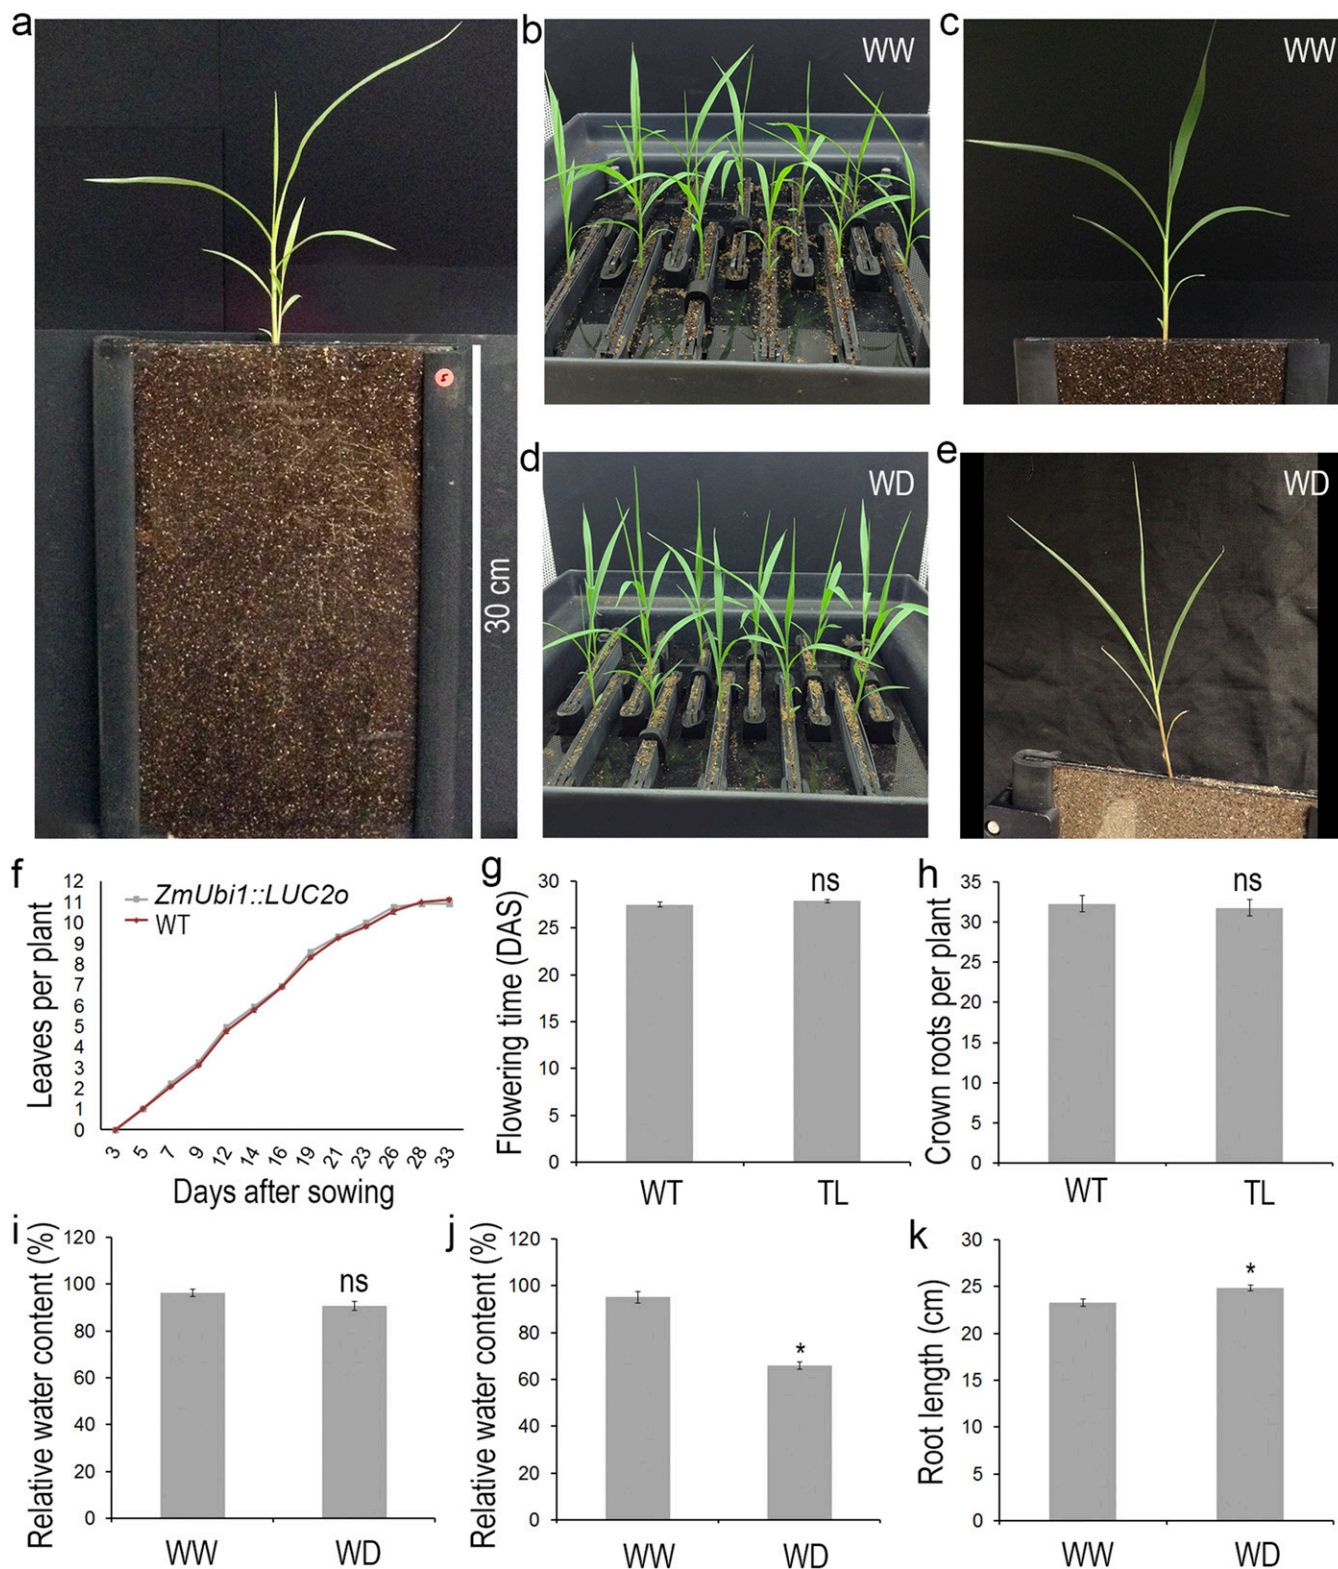 a
b
WW
c
WW
5
30 cm
d
WD
e
WD
f
Leaves per plant
12
11
10
9
8
7
6
5
4
3
2
1
0
ZmUbi1::LUC2o
WT
3 5 7 9 12 14 16 19 21 23 26 28 33
Days after sowing
g
Flowering time (DAS)
30
25
20
15
10
5
0
ns
WT TL
h
Crown roots per plant
35
30
25
20
15
10
5
0
ns
WT TL
i
Relative water content (%)
120
100
80
60
40
20
0
ns
WW WD
j
Relative water content (%)
120
100
80
60
40
20
0
*
WW WD
k
Root length (cm)
30
25
20
15
10
5
0
*
WW WD